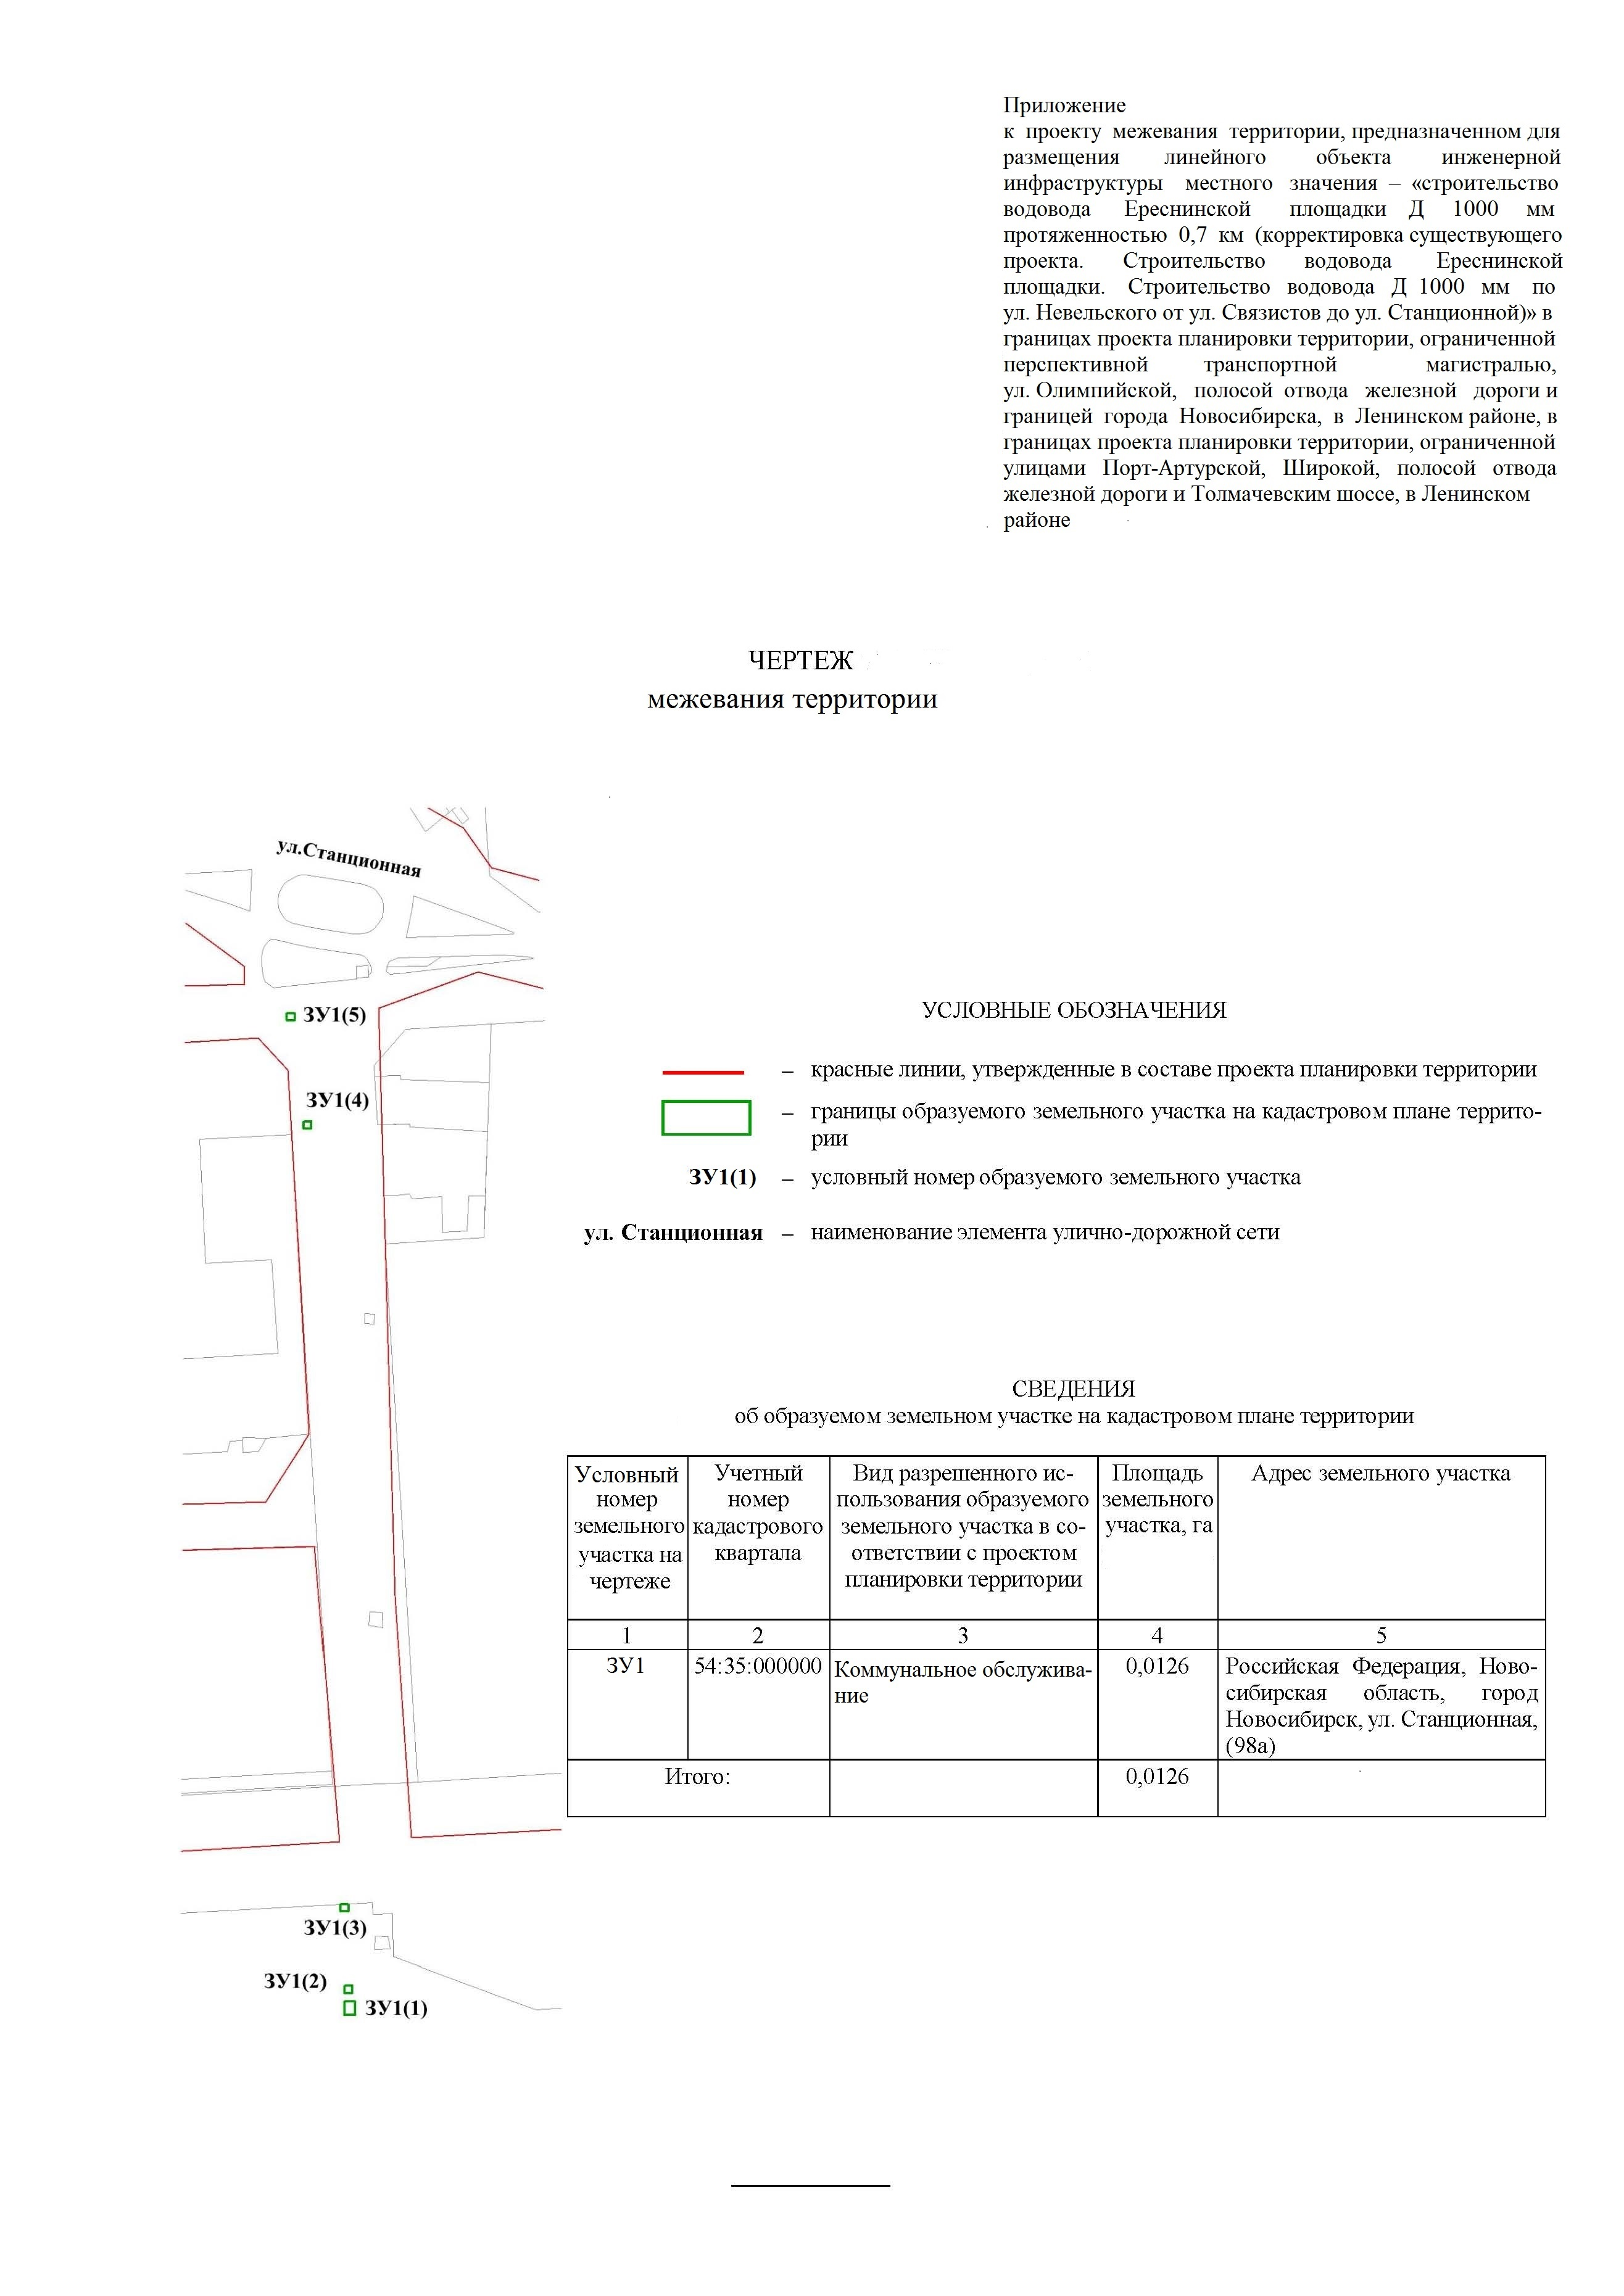 Приложение
к проекту межевания территории, предназначенном для
размещения линейного объекта инженерной
инфраструктуры местного значения – «строительство
водовода Ереснинской площадки Д 1000 мм
протяженностью 0,7 км (корректировка существующего
проекта. Строительство водовода Ереснинской
площадки. Строительство водовода Д 1000 мм по
ул. Невельского от ул. Связистов до ул. Станционной)» в
границах проекта планировки территории, ограниченной
перспективной транспортной магистралью,
ул. Олимпийской, полосой отвода железной дороги и
границей города Новосибирска, в Ленинском районе, в
границах проекта планировки территории, ограниченной
улицами Порт-Артурской, Широкой, полосой отвода
железной дороги и Толмачевским шоссе, в Ленинском
районе
ЧЕРТЕЖ
межевания территории
ул.Станционная
ЗУ1(5)
ЗУ1(4)
ЗУ1(3)
ЗУ1(2)
ЗУ1(1)
УСЛОВНЫЕ ОБОЗНАЧЕНИЯ
– красные линии, утвержденные в составе проекта планировки территории
– границы образуемого земельного участка на кадастровом плане террито-
рии
ЗУ1(1) – условный номер образуемого земельного участка
ул. Станционная – наименование элемента улично-дорожной сети
СВЕДЕНИЯ
об образуемом земельном участке на кадастровом плане территории
Условный
номер
земельного
участка на
чертеже
Учетный
номер
кадастрового
квартала
Вид разрешенного ис-
пользования образуемого
земельного участка в со-
ответствии с проектом
планировки территории
Площадь
земельного
участка, га
Адрес земельного участка
1 2 3 4 5
ЗУ1
54:35:000000
Коммунальное обслужива-
ние
0,0126
Российская Федерация, Ново-
сибирская область, город
Новосибирск, ул. Станционная,
(98а)
Итого: 0,0126